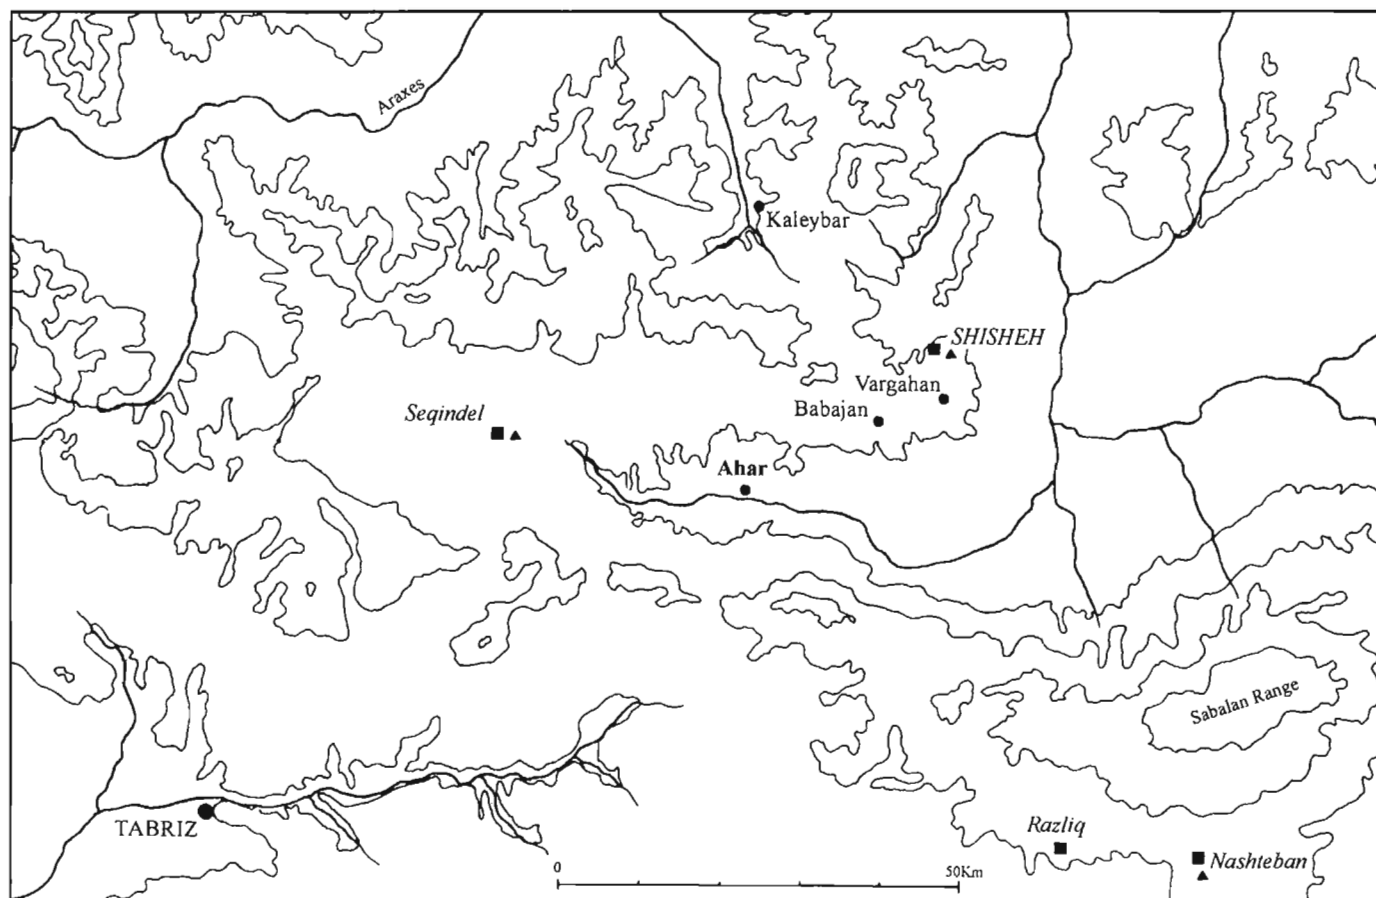 Araxes
Kaleybar
SHISHEH
Vargahan
Babajan
Seqindel
Ahar
Sabalan Range
TABRIZ
Razliq
Nashteban
0
50Km